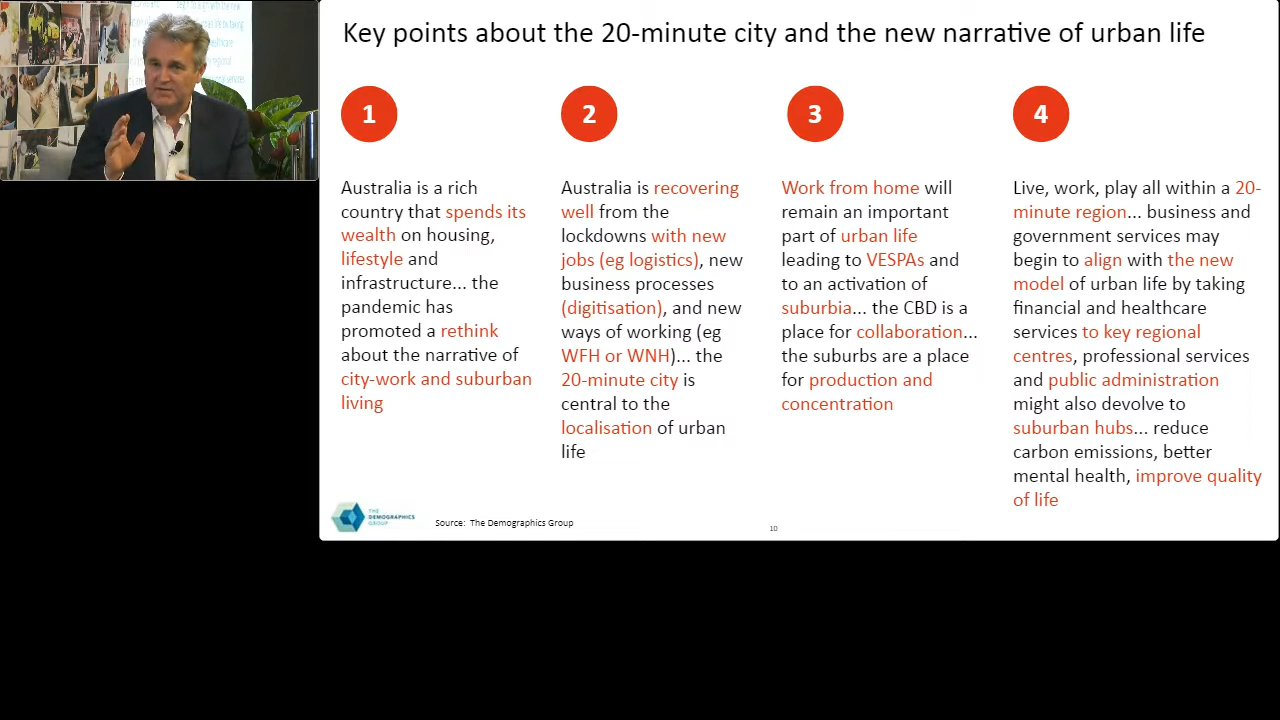 Key points about the 20-minute city and the new narrative of urban life
1
Australia is a rich
country that spends its
wealth on housing,
lifestyle and
infrastructure... the
pandemic has
promoted a rethink
about the narrative of
city-work and suburban
living
2
Australia is recovering
well from the
lockdowns with new
jobs (eg logistics), new
business processes
(digitisation), and new
ways of working (eg
WFH or WNH)... the
20-minute city is
central to the
localisation of urban
life
3
Work from home will
remain an important
part of urban life
leading to VESPAs and
to an activation of
suburbia... the CBD is a
place for collaboration...
the suburbs are a place
for production and
concentration
4
Live, work, play all within a 20-
minute region... business and
government services may
begin to align with the new
model of urban life by taking
financial and healthcare
services to key regional
centres, professional services
and public administration
might also devolve to
suburban hubs... reduce
carbon emissions, better
mental health, improve quality
of life
THE
DEMOGRAPHICS
GROUP
Source: The Demographics Group
10